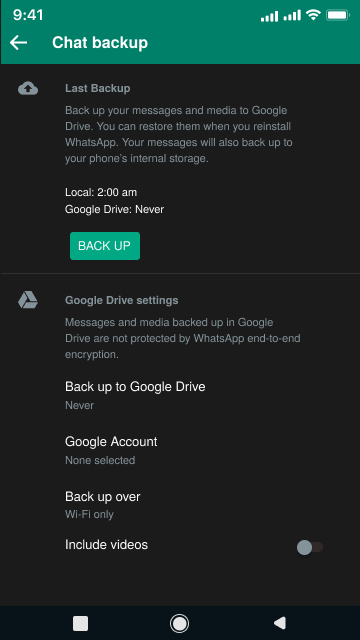 9:41
Chat backup
Last Backup
Back up your messages and media to Google
Drive. You can restore them when you reinstall
WhatsApp. Your messages will also back up to
your phone's internal storage.
Local: 2:00 am
Google Drive: Never
BACK UP
Google Drive settings
Messages and media backed up in Google
Drive are not protected by WhatsApp end-to-end
encryption.
Back up to Google Drive
Never
Google Account
None selected
Back up over
Wi-Fi only
Include videos